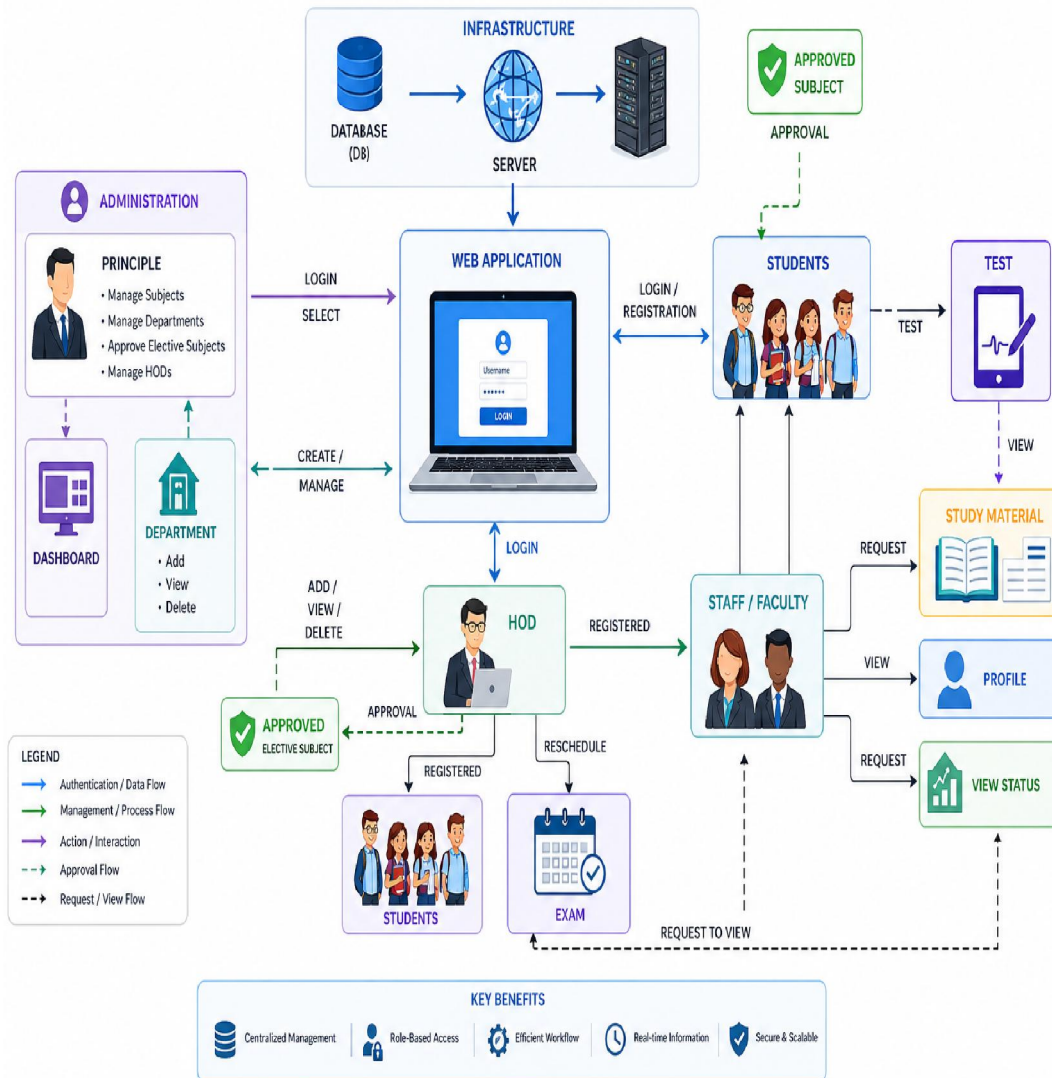 INFRASTRUCTURE
DATABASE
(DB)
SERVER
APPROVED
SUBJECT
APPROVAL
ADMINISTRATION
PRINCIPLE
• Manage Subjects
• Manage Departments
• Approve Elective Subjects
• Manage HODs
LOGIN
SELECT
WEB APPLICATION
Username
LOGIN
LOGIN /
REGISTRATION
STUDENTS
TEST
TEST
VIEW
DASHBOARD
DEPARTMENT
• Add
• View
• Delete
CREATE /
MANAGE
LOGIN
STUDY MATERIAL
REQUEST
ADD /
VIEW /
DELETE
HOD
REGISTERED
STAFF / FACULTY
VIEW
PROFILE
APPROVED
ELECTIVE SUBJECT
APPROVAL
REGISTERED
RESCHEDULE
REQUEST
VIEW STATUS
LEGEND
Authentication / Data Flow
Management / Process Flow
Action / Interaction
Approval Flow
Request / View Flow
STUDENTS
EXAM
REQUEST TO VIEW
KEY BENEFITS
Centralized Management
Role-Based Access
Efficient Workflow
Real-time Information
Secure & Scalable